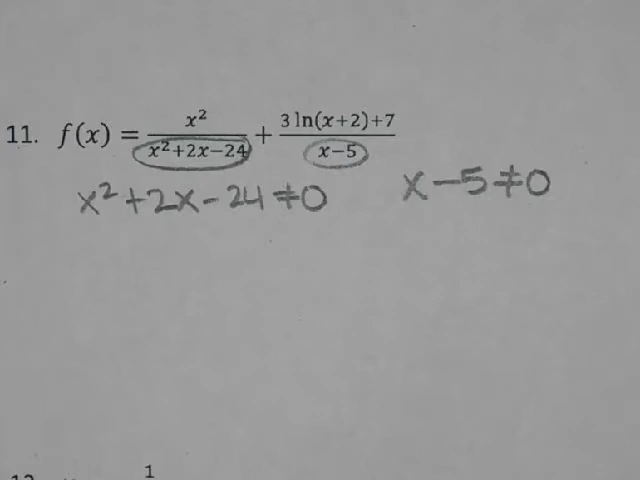 11. f(x) = x²/(x²+2x−24) + (3 ln(x+2)+7)/(x−5)
x² + 2x − 24 ≠ 0 x − 5 ≠ 0
1